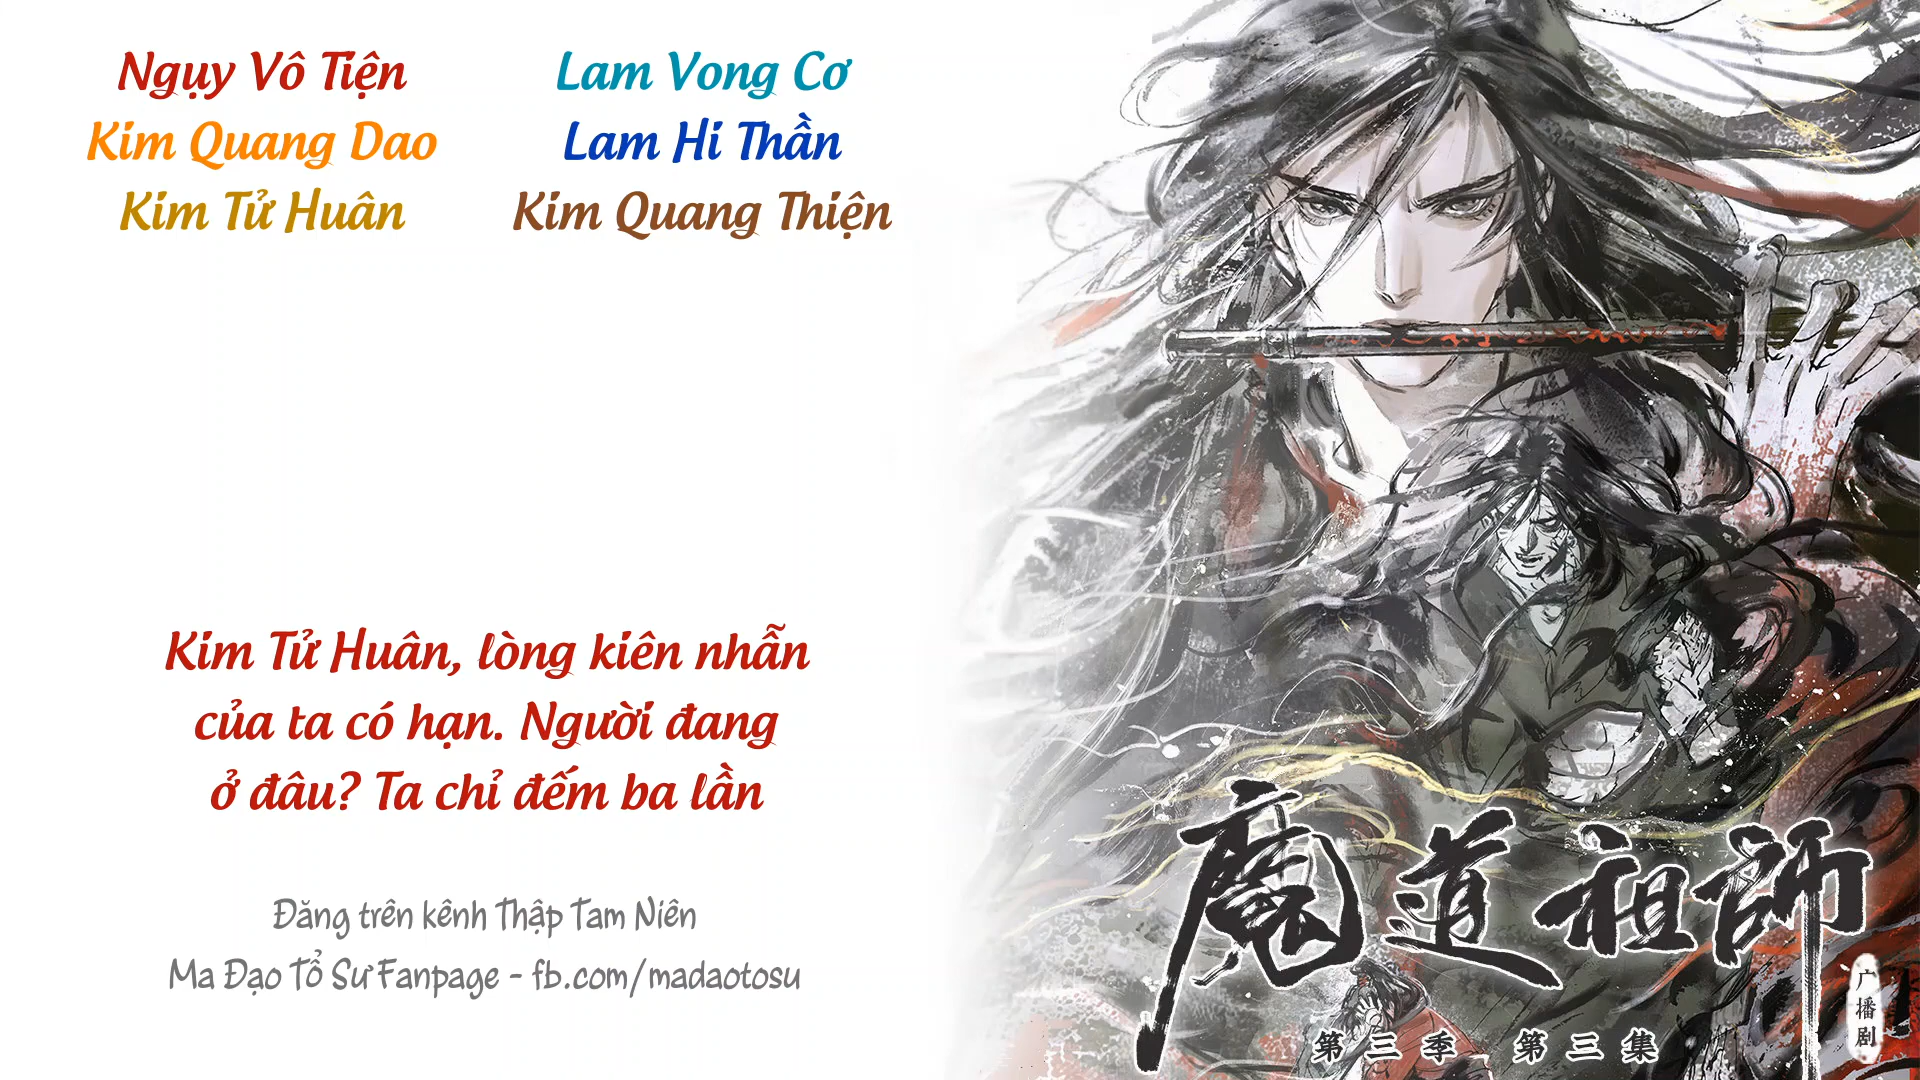 Ngụy Vô Tiện
Lam Vong Cơ
Kim Quang Dao
Lam Hi Thần
Kim Tử Huân
Kim Quang Thiện
Kim Tử Huân, lòng kiên nhẫn
của ta có hạn. Người đang
ở đâu? Ta chỉ đếm ba lần
Đăng trên kênh Thập Tam Niên
Ma Đạo Tổ Sư Fanpage - fb.com/madaotosu
魔道祖師
广播剧
第三季 第三集